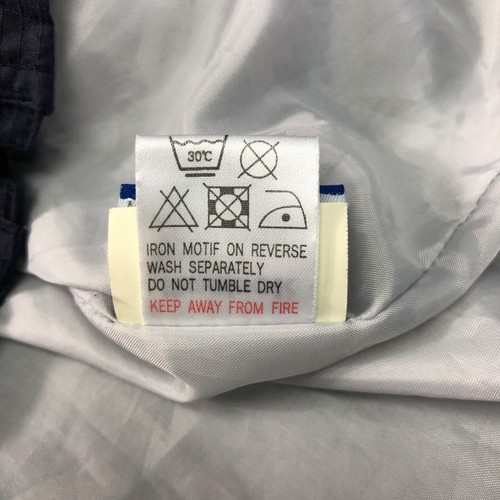 30°C
IRON MOTIF ON REVERSE
WASH SEPARATELY
DO NOT TUMBLE DRY
KEEP AWAY FROM FIRE